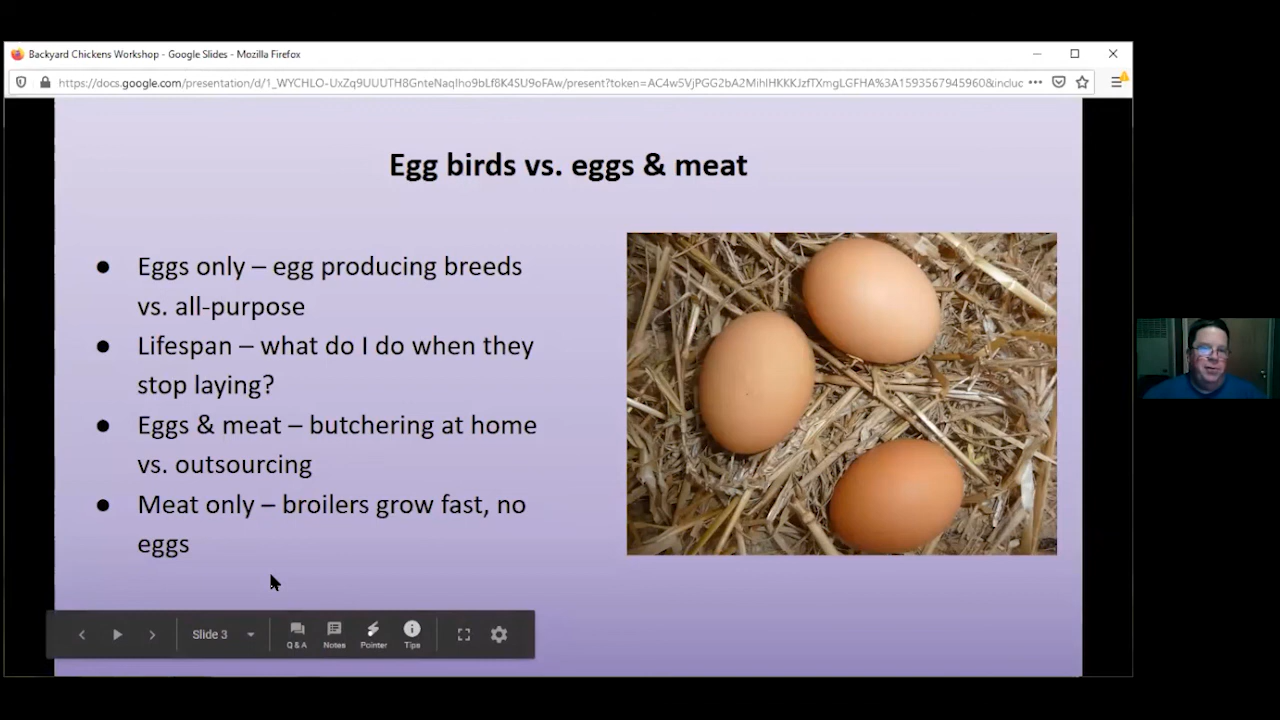 Backyard Chickens Workshop - Google Slides - Mozilla Firefox
Egg birds vs. eggs & meat
● Eggs only – egg producing breeds
vs. all-purpose
● Lifespan – what do I do when they
stop laying?
● Eggs & meat – butchering at home
vs. outsourcing
● Meat only – broilers grow fast, no
eggs
Slide 3
Q & A
Notes
Pointer
Tips